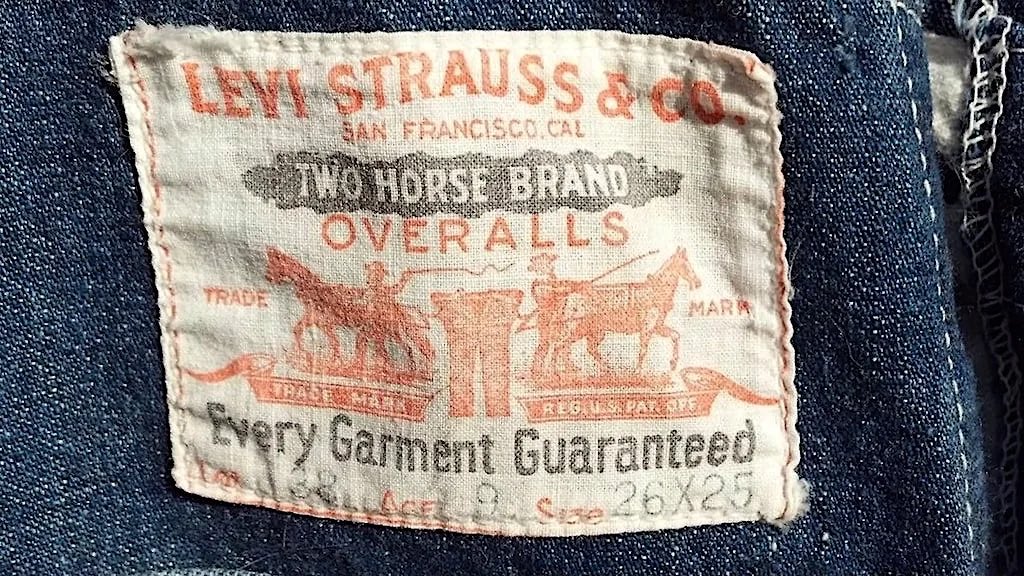 LEVI STRAUSS & CO.
SAN FRANCISCO. CAL
TWO HORSE BRAND
OVERALLS
TRADE MARK
TRADE MARK REG. U.S. PAT. OFF.
Every Garment Guaranteed
Lot 138 AGE 9 Size 26X25